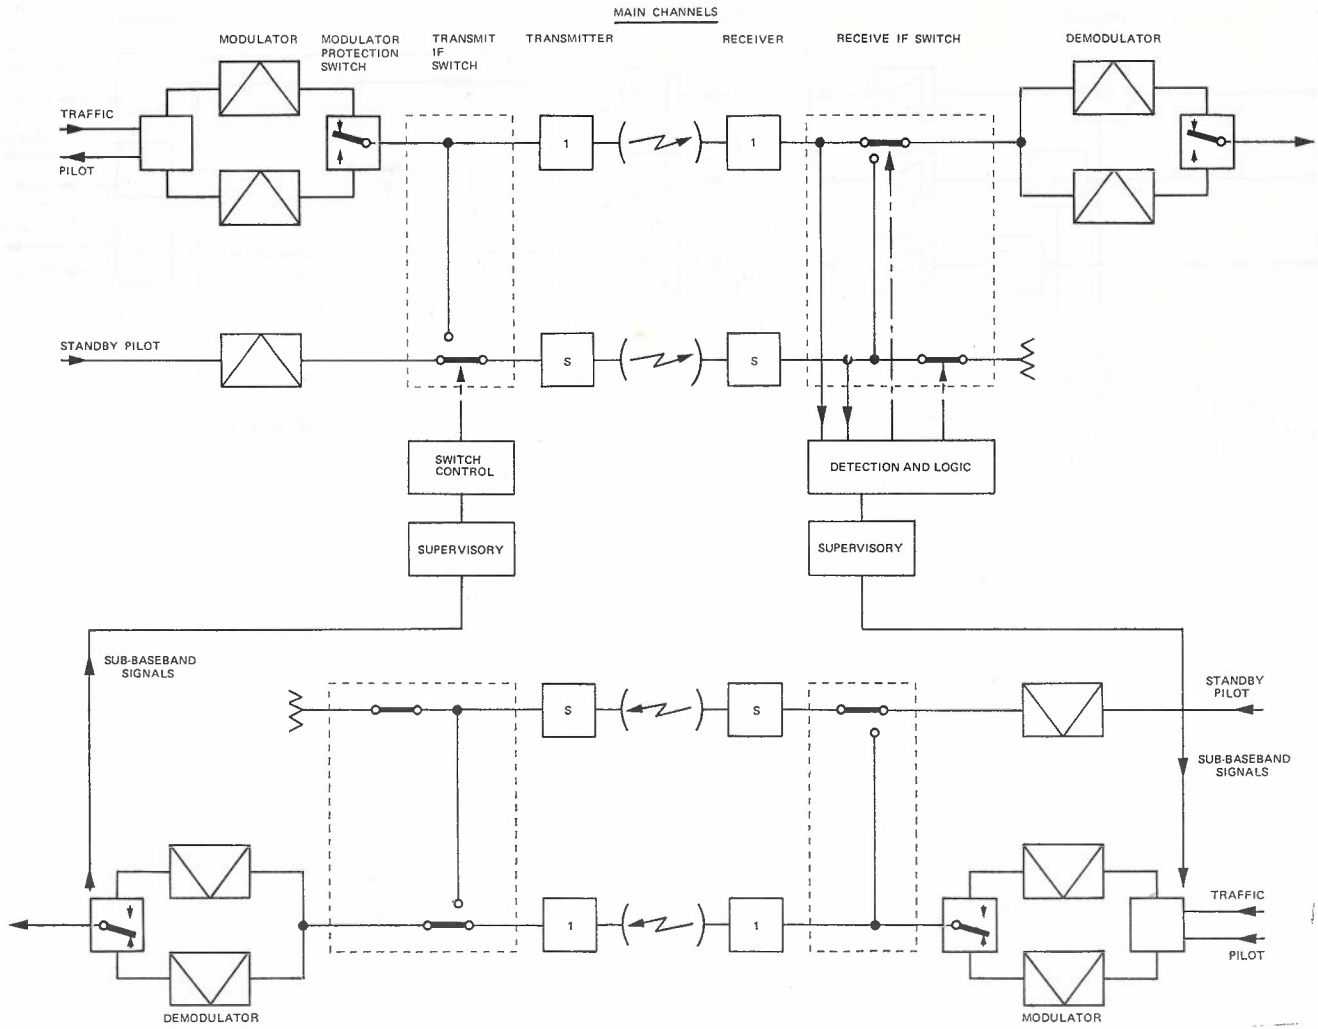 MAIN CHANNELS
MODULATOR
MODULATOR
PROTECTION
SWITCH
TRANSMIT
IF
SWITCH
TRANSMITTER
RECEIVER
RECEIVE IF SWITCH
DEMODULATOR
TRAFFIC
PILOT
1
1
STANDBY PILOT
S
S
SWITCH
CONTROL
DETECTION AND LOGIC
SUPERVISORY
SUPERVISORY
SUB-BASEBAND
SIGNALS
STANDBY
PILOT
S
S
SUB-BASEBAND
SIGNALS
TRAFFIC
1
1
PILOT
DEMODULATOR
MODULATOR